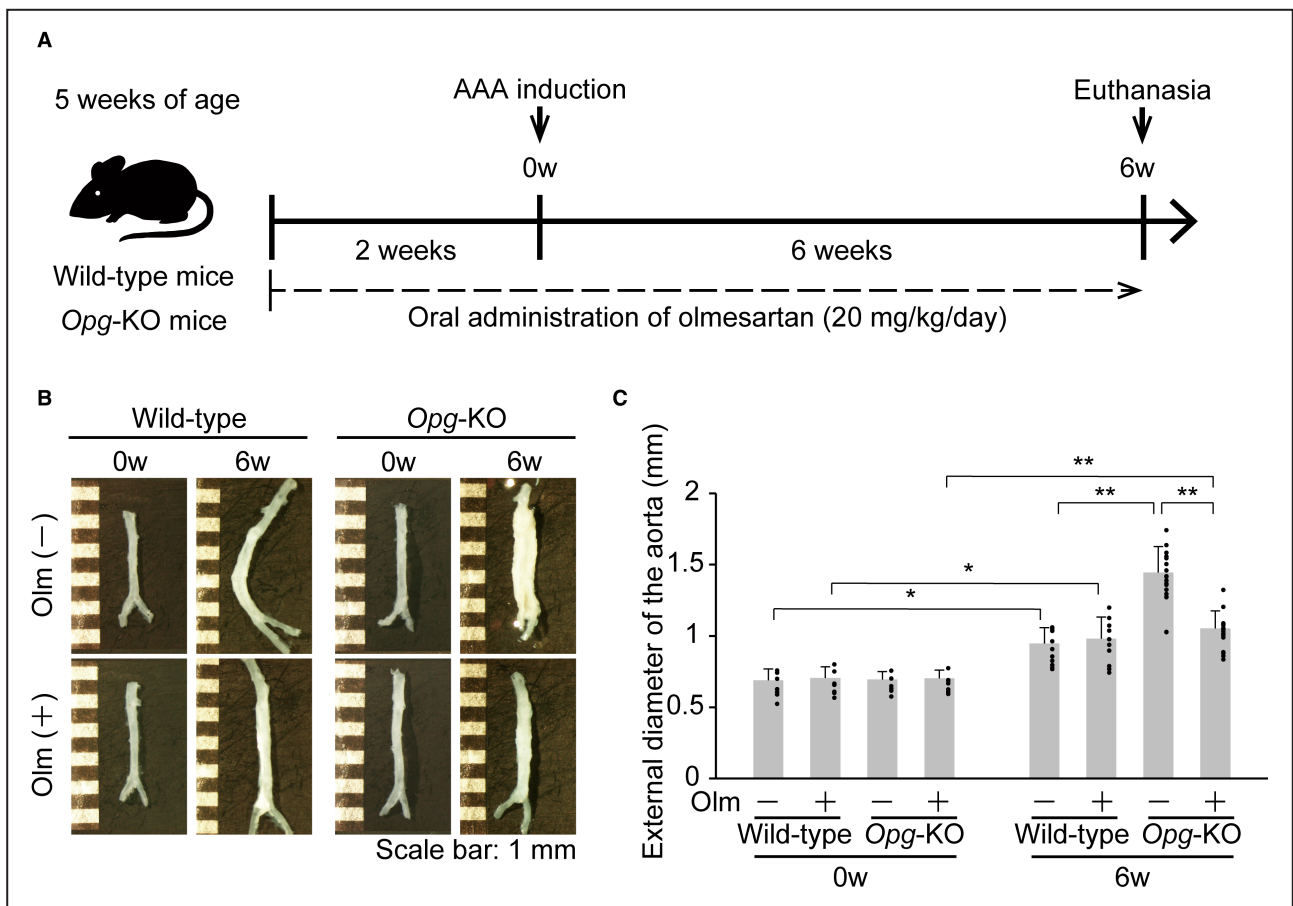 A
5 weeks of age
AAA induction
Euthanasia
0w
6w
2 weeks
6 weeks
Wild-type mice
Opg-KO mice
Oral administration of olmesartan (20 mg/kg/day)
B
Wild-type
Opg-KO
0w
6w
0w
6w
Olm (－)
Olm (＋)
Scale bar: 1 mm
C
External diameter of the aorta (mm)
**
**
**
*
*
2
1.5
1
0.5
0
Olm － ＋ － ＋ － ＋ － ＋
Wild-type Opg-KO Wild-type Opg-KO
0w 6w